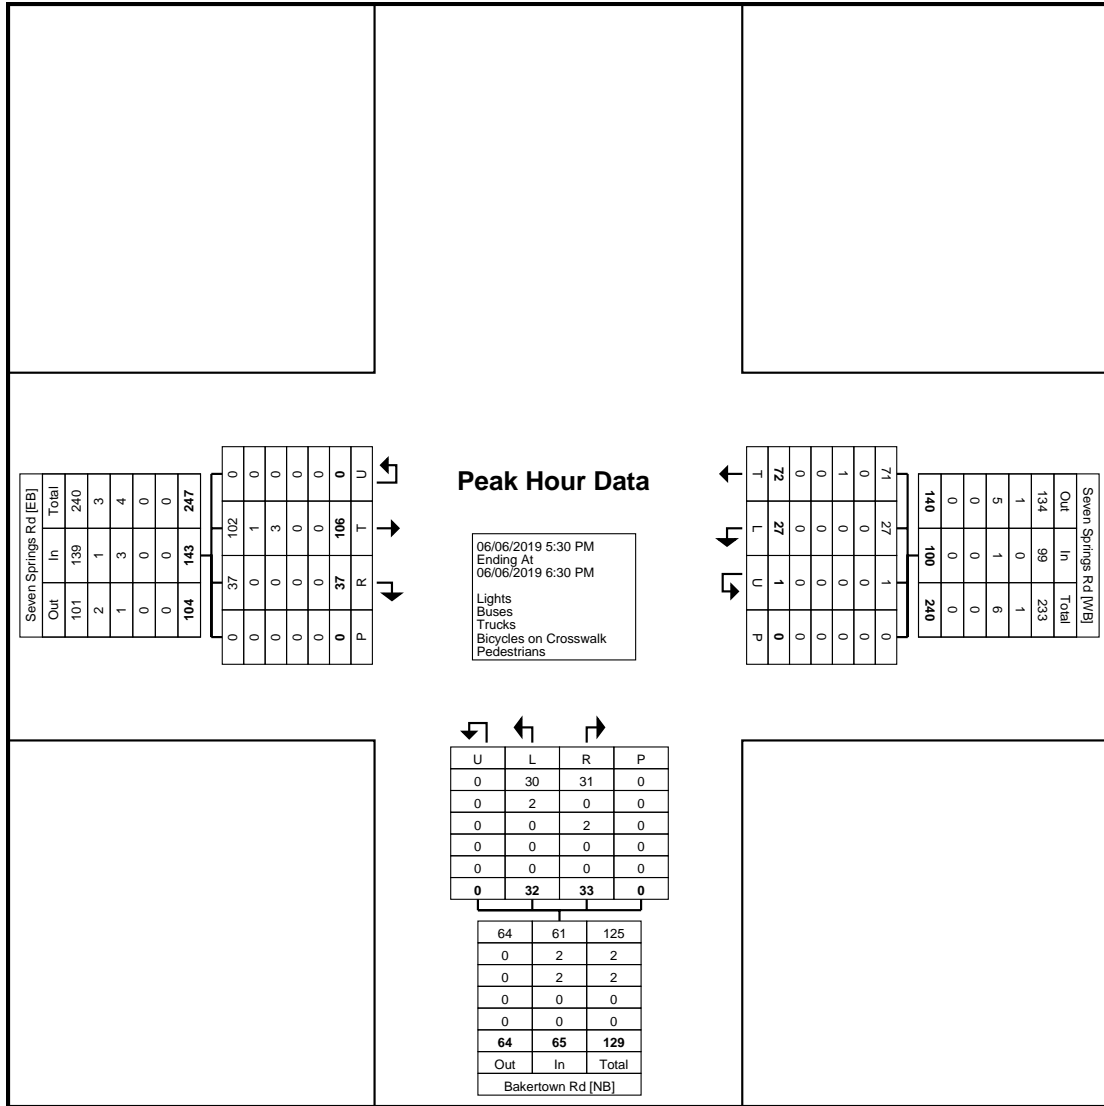 Peak Hour Data
06/06/2019 5:30 PM
Ending At
06/06/2019 6:30 PM
Lights
Buses
Trucks
Bicycles on Crosswalk
Pedestrians
Seven Springs Rd [EB]
Out In Total
101 139 240
2 1 3
1 3 4
0 0 0
0 0 0
104 143 247
0 37 102 0
0 0 1 0
0 0 3 0
0 0 0 0
0 0 0 0
0 37 106 0
P R T U
Seven Springs Rd [WB]
Out In Total
134 99 233
1 0 1
5 1 6
0 0 0
0 0 0
140 100 240
71 27 1 0
0 0 0 0
1 0 0 0
0 0 0 0
0 0 0 0
72 27 1 0
T L U P
U L R P
0 30 31 0
0 2 0 0
0 0 2 0
0 0 0 0
0 0 0 0
0 32 33 0
64 61 125
0 2 2
0 2 2
0 0 0
0 0 0
64 65 129
Out In Total
Bakertown Rd [NB]